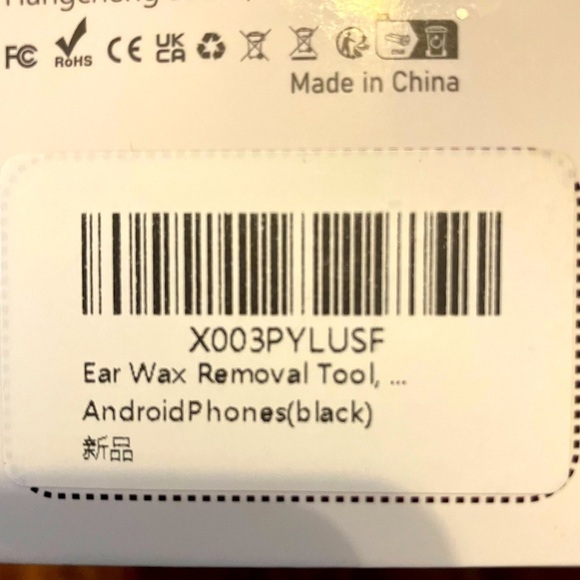 FC
RoHS
CE
UK
CA
Made in China
X003PYLUSF
Ear Wax Removal Tool, ...
AndroidPhones(black)
新品